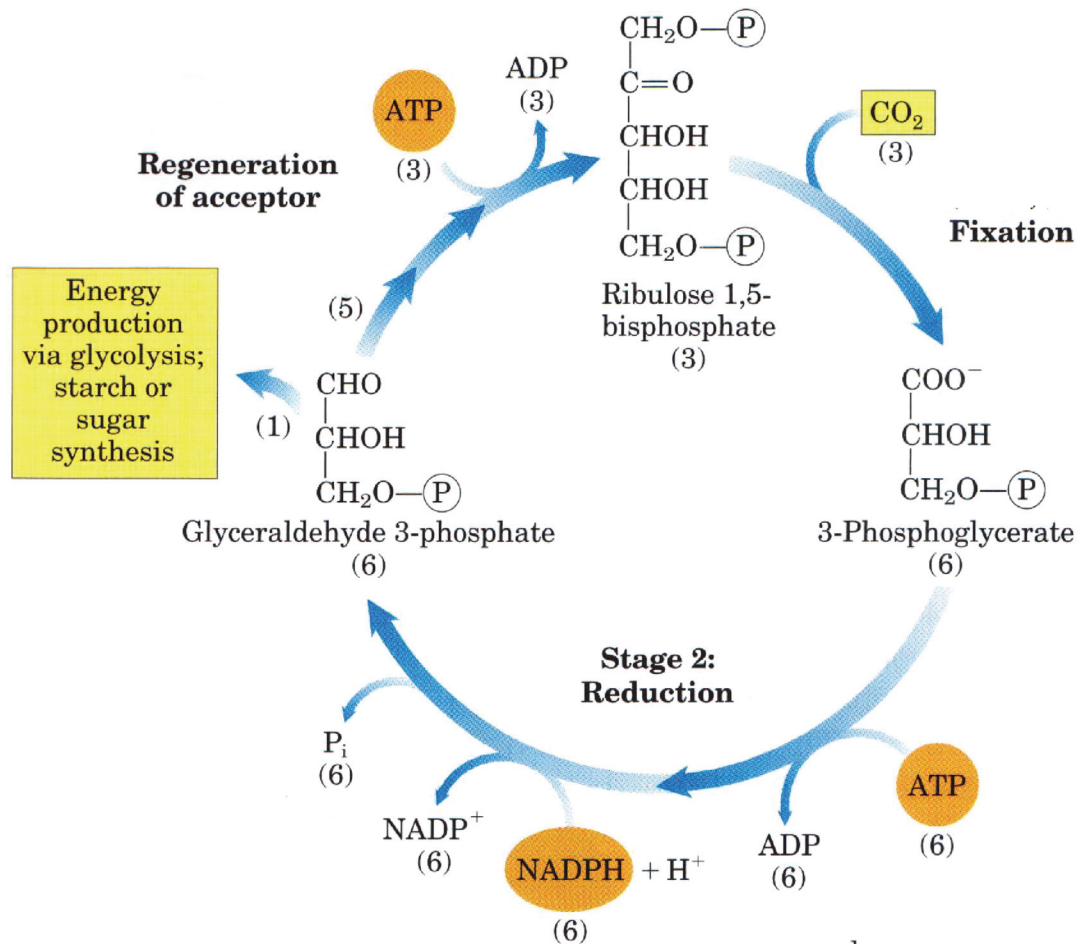 CH₂O—Ⓟ
C=O
CHOH
CHOH
CH₂O—Ⓟ
Ribulose 1,5-
bisphosphate
(3)
ATP
(3)
ADP
(3)
CO₂
(3)
Regeneration
of acceptor
Fixation
Energy
production
via glycolysis;
starch or
sugar
synthesis
(5)
(1)
CHO
CHOH
CH₂O—Ⓟ
Glyceraldehyde 3-phosphate
(6)
COO⁻
CHOH
CH₂O—Ⓟ
3-Phosphoglycerate
(6)
Stage 2:
Reduction
Pᵢ
(6)
NADP⁺
(6)
NADPH + H⁺
(6)
ADP
(6)
ATP
(6)